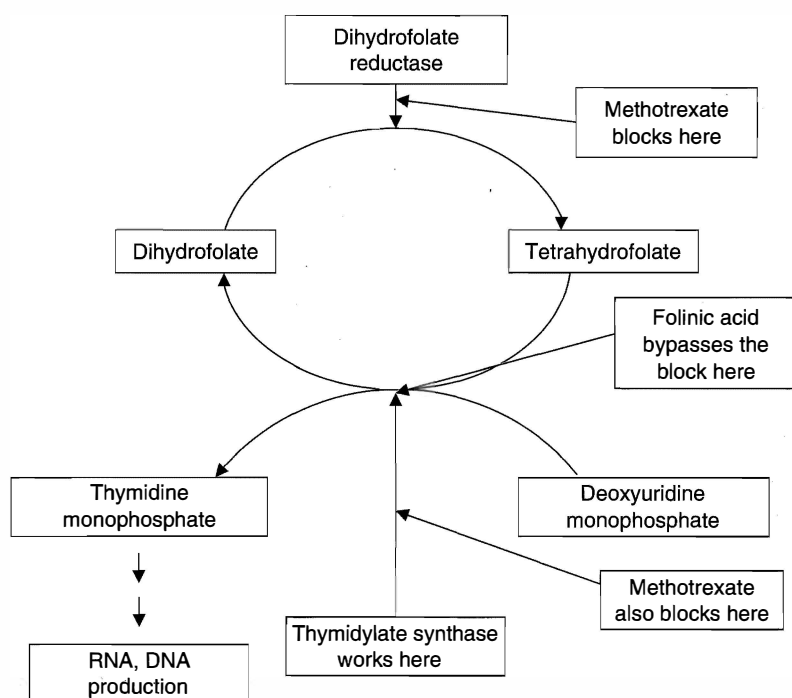 Dihydrofolate
reductase
Methotrexate
blocks here
Dihydrofolate
Tetrahydrofolate
Folinic acid
bypasses the
block here
Thymidine
monophosphate
Deoxyuridine
monophosphate
Methotrexate
also blocks here
Thymidylate synthase
works here
RNA, DNA
production